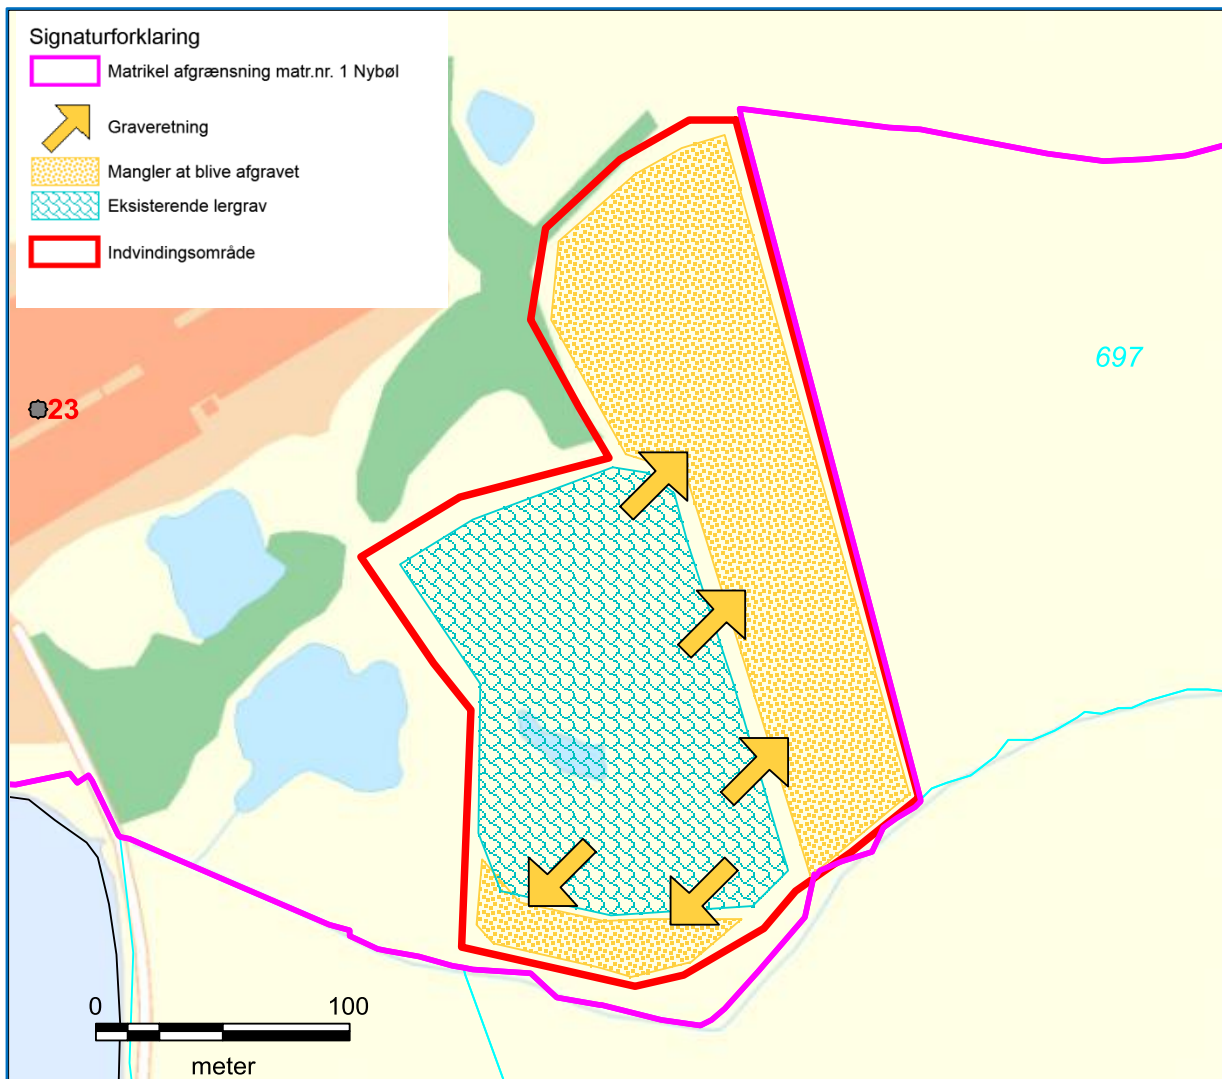 Signaturforklaring
Matrikel afgrænsning matr.nr. 1 Nybøl
Graveretning
Mangler at blive afgravet
Eksisterende lergrav
Indvindingsområde
697
23
0 100
meter